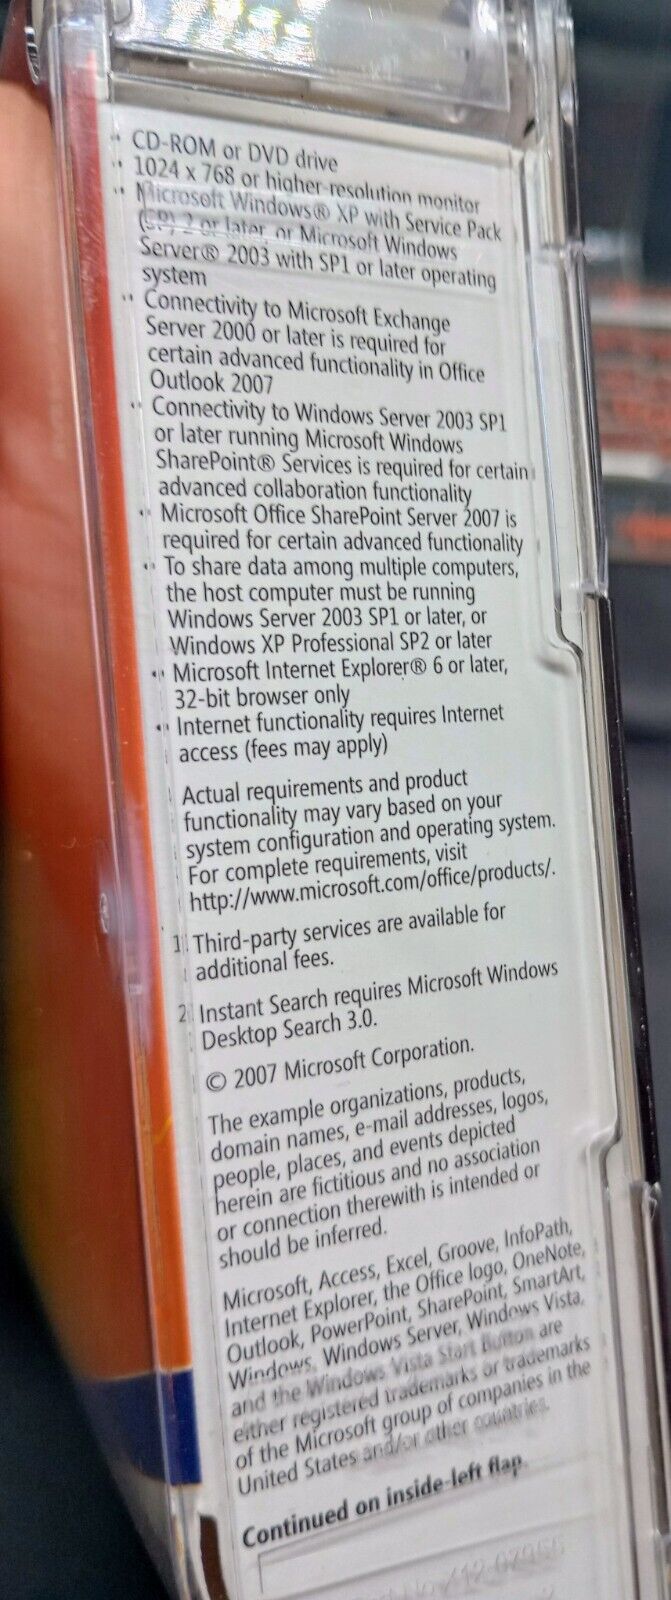 •• CD-ROM or DVD drive
•• 1024 x 768 or higher-resolution monitor
•• Microsoft Windows® XP with Service Pack
(SP) 2 or later, or Microsoft Windows
Server® 2003 with SP1 or later operating
system
•• Connectivity to Microsoft Exchange
Server 2000 or later is required for
certain advanced functionality in Office
Outlook 2007
•• Connectivity to Windows Server 2003 SP1
or later running Microsoft Windows
SharePoint® Services is required for certain
advanced collaboration functionality
•• Microsoft Office SharePoint Server 2007 is
required for certain advanced functionality
•• To share data among multiple computers,
the host computer must be running
Windows Server 2003 SP1 or later, or
Windows XP Professional SP2 or later
•• Microsoft Internet Explorer® 6 or later,
32-bit browser only
•• Internet functionality requires Internet
access (fees may apply)
Actual requirements and product
functionality may vary based on your
system configuration and operating system.
For complete requirements, visit
http://www.microsoft.com/office/products/.
1 Third-party services are available for
additional fees.
2 Instant Search requires Microsoft Windows
Desktop Search 3.0.
© 2007 Microsoft Corporation.
The example organizations, products,
domain names, e-mail addresses, logos,
people, places, and events depicted
herein are fictitious and no association
or connection therewith is intended or
should be inferred.
Microsoft, Access, Excel, Groove, InfoPath,
Internet Explorer, the Office logo, OneNote,
Outlook, PowerPoint, SharePoint, SmartArt,
Windows, Windows Server, Windows Vista,
and the Windows Vista Start Button are
either registered trademarks or trademarks
of the Microsoft group of companies in the
United States and/or other countries.
Continued on inside-left flap